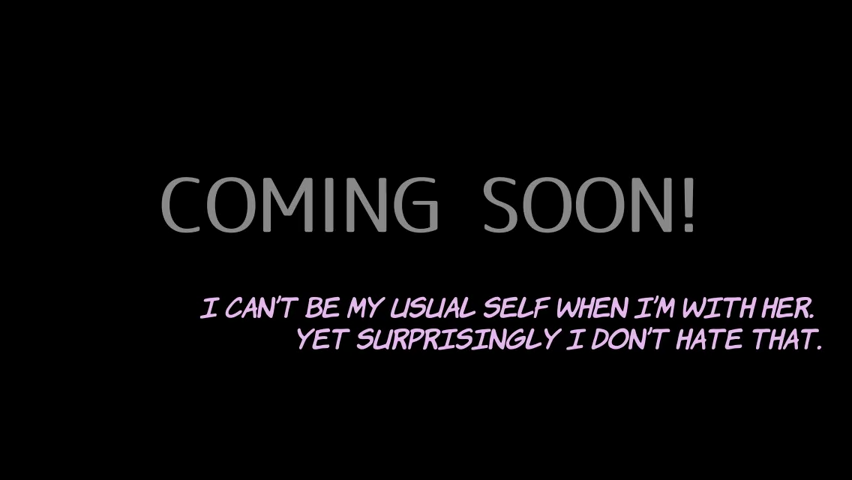 COMING SOON!
I CAN'T BE MY USUAL SELF WHEN I'M WITH HER.
YET SURPRISINGLY I DON'T HATE THAT.